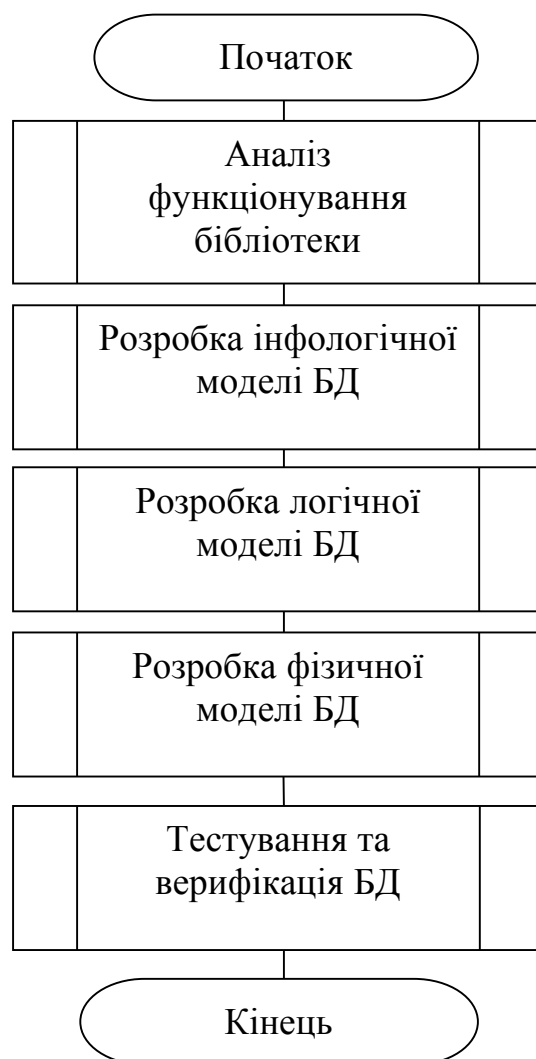 Початок
Аналіз
функціонування
бібліотеки
Розробка інфологічної
моделі БД
Розробка логічної
моделі БД
Розробка фізичної
моделі БД
Тестування та
верифікація БД
Кінець